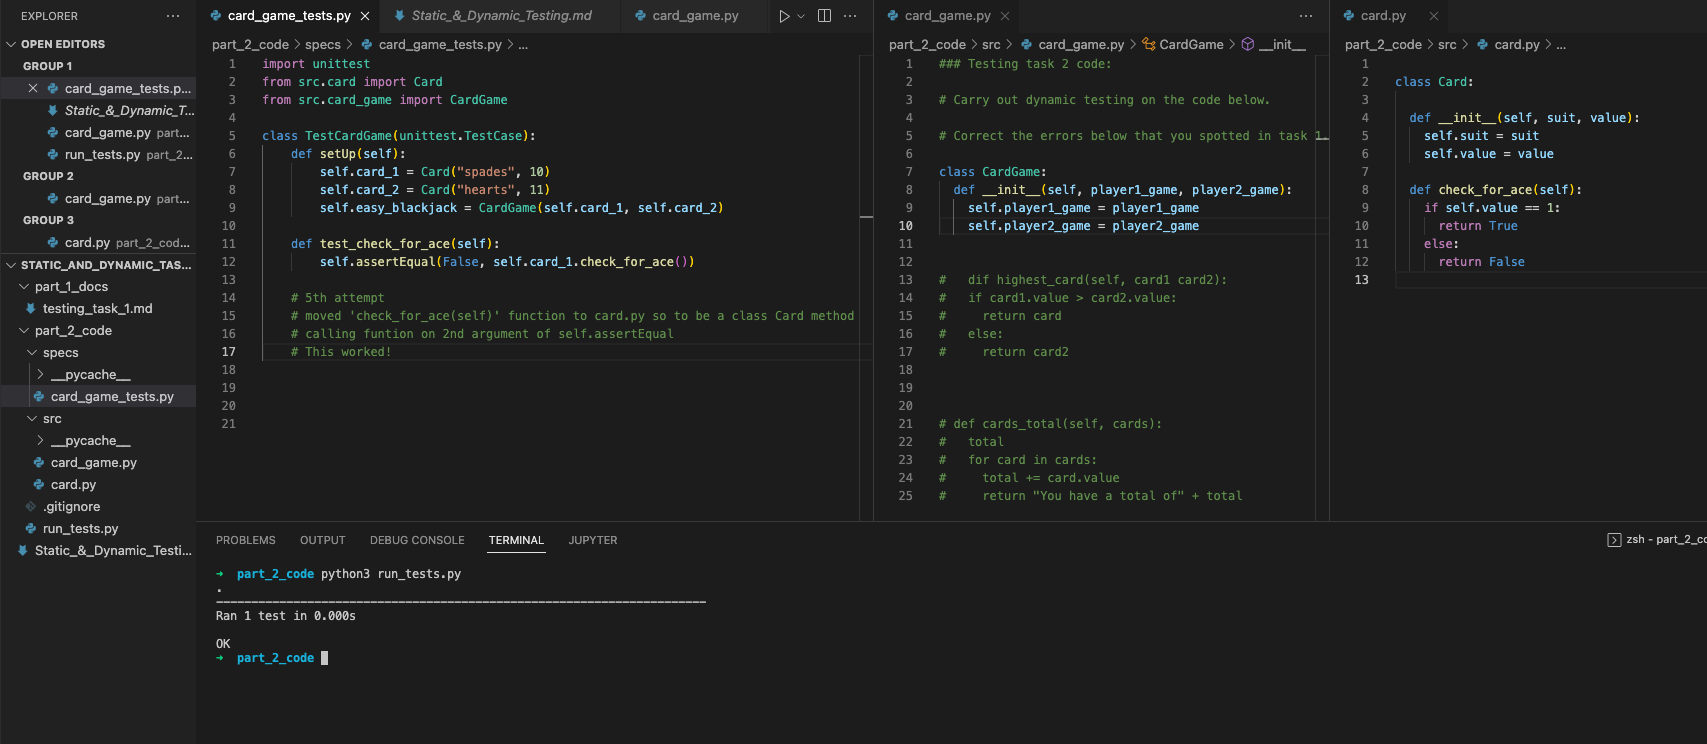 EXPLORER
OPEN EDITORS
GROUP 1
card_game_tests.p...
Static_&_Dynamic_T...
card_game.py part...
run_tests.py part_2...
GROUP 2
card_game.py part...
GROUP 3
card.py part_2_cod...
STATIC_AND_DYNAMIC_TAS...
part_1_docs
testing_task_1.md
part_2_code
specs
__pycache__
card_game_tests.py
src
__pycache__
card_game.py
card.py
.gitignore
run_tests.py
Static_&_Dynamic_Testi...
card_game_tests.py
Static_&_Dynamic_Testing.md
card_game.py
part_2_code > specs > card_game_tests.py > ...
1 import unittest
2 from src.card import Card
3 from src.card_game import CardGame
4
5 class TestCardGame(unittest.TestCase):
6 def setUp(self):
7 self.card_1 = Card("spades", 10)
8 self.card_2 = Card("hearts", 11)
9 self.easy_blackjack = CardGame(self.card_1, self.card_2)
10
11 def test_check_for_ace(self):
12 self.assertEqual(False, self.card_1.check_for_ace())
13
14 # 5th attempt
15 # moved 'check_for_ace(self)' function to card.py so to be a class Card method
16 # calling funtion on 2nd argument of self.assertEqual
17 # This worked!
18
19
20
21
card_game.py
part_2_code > src > card_game.py > CardGame > __init__
1 ### Testing task 2 code:
2
3 # Carry out dynamic testing on the code below.
4
5 # Correct the errors below that you spotted in task 1.
6
7 class CardGame:
8 def __init__(self, player1_game, player2_game):
9 self.player1_game = player1_game
10 self.player2_game = player2_game
11
12
13 # dif highest_card(self, card1 card2):
14 # if card1.value > card2.value:
15 # return card
16 # else:
17 # return card2
18
19
20
21 # def cards_total(self, cards):
22 # total
23 # for card in cards:
24 # total += card.value
25 # return "You have a total of" + total
card.py
part_2_code > src > card.py > ...
1
2 class Card:
3
4 def __init__(self, suit, value):
5 self.suit = suit
6 self.value = value
7
8 def check_for_ace(self):
9 if self.value == 1:
10 return True
11 else:
12 return False
13
PROBLEMS OUTPUT DEBUG CONSOLE TERMINAL JUPYTER
zsh - part_2_co
→ part_2_code python3 run_tests.py
.
----------------------------------------------------------------------
Ran 1 test in 0.000s
OK
→ part_2_code